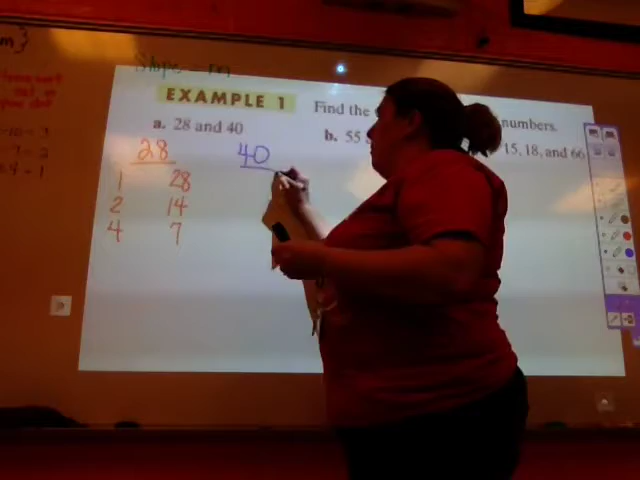 Slope = m
EXAMPLE 1
Find the
numbers.
a. 28 and 40
b. 55
15, 18, and 66
28
40
1 28
2 14
4 7